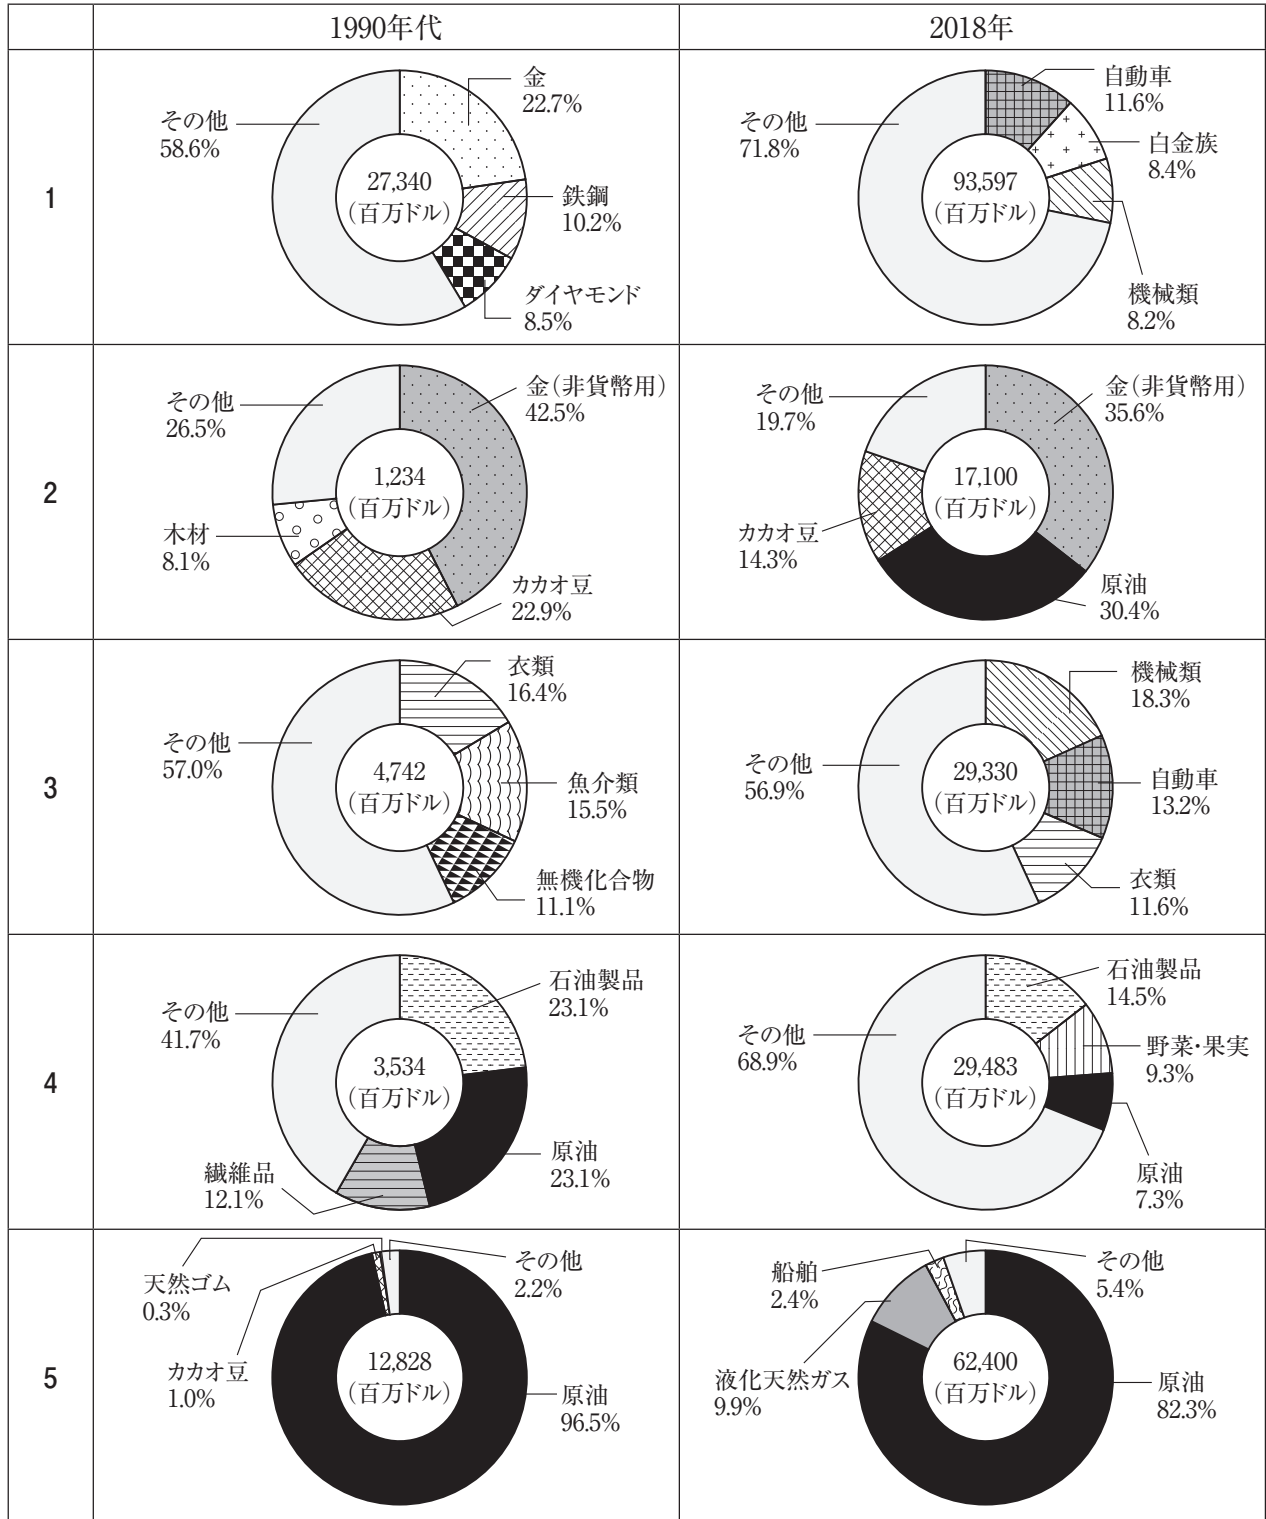 1990年代
2018年
1
その他
58.6%
金
22.7%
鉄鋼
10.2%
ダイヤモンド
8.5%
27,340
(百万ドル)
その他
71.8%
自動車
11.6%
白金族
8.4%
機械類
8.2%
93,597
(百万ドル)
2
その他
26.5%
金(非貨幣用)
42.5%
木材
8.1%
カカオ豆
22.9%
1,234
(百万ドル)
その他
19.7%
金(非貨幣用)
35.6%
カカオ豆
14.3%
原油
30.4%
17,100
(百万ドル)
3
その他
57.0%
衣類
16.4%
魚介類
15.5%
無機化合物
11.1%
4,742
(百万ドル)
その他
56.9%
機械類
18.3%
自動車
13.2%
衣類
11.6%
29,330
(百万ドル)
4
その他
41.7%
石油製品
23.1%
原油
23.1%
繊維品
12.1%
3,534
(百万ドル)
その他
68.9%
石油製品
14.5%
野菜・果実
9.3%
原油
7.3%
29,483
(百万ドル)
5
天然ゴム
0.3%
カカオ豆
1.0%
その他
2.2%
原油
96.5%
12,828
(百万ドル)
船舶
2.4%
液化天然ガス
9.9%
その他
5.4%
原油
82.3%
62,400
(百万ドル)